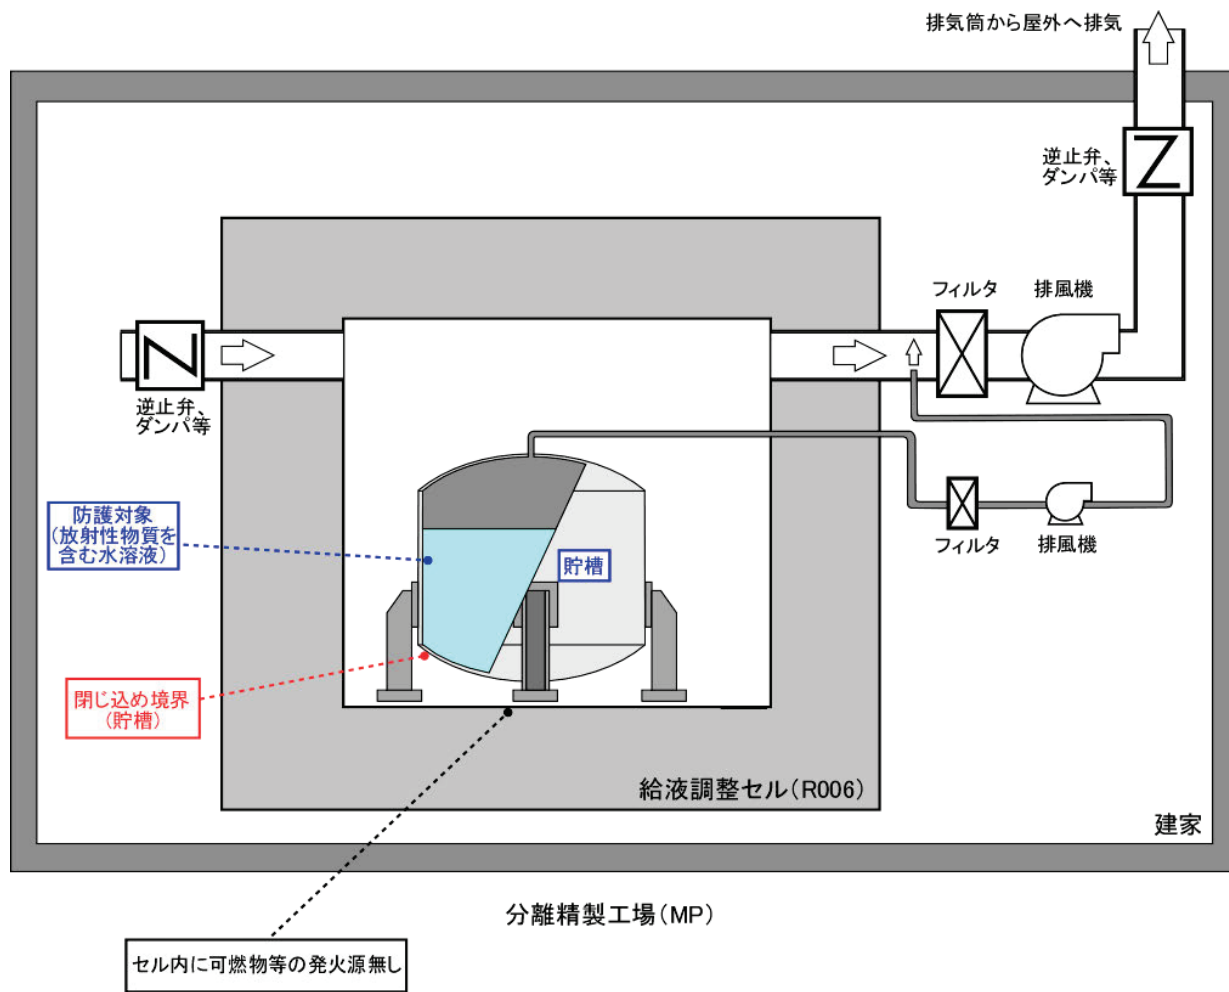 排気筒から屋外へ排気
逆止弁、
ダンパ等
フィルタ
排風機
逆止弁、
ダンパ等
防護対象
(放射性物質を
含む水溶液)
貯槽
フィルタ
排風機
閉じ込め境界
(貯槽)
給液調整セル(R006)
建家
分離精製工場(MP)
セル内に可燃物等の発火源無し